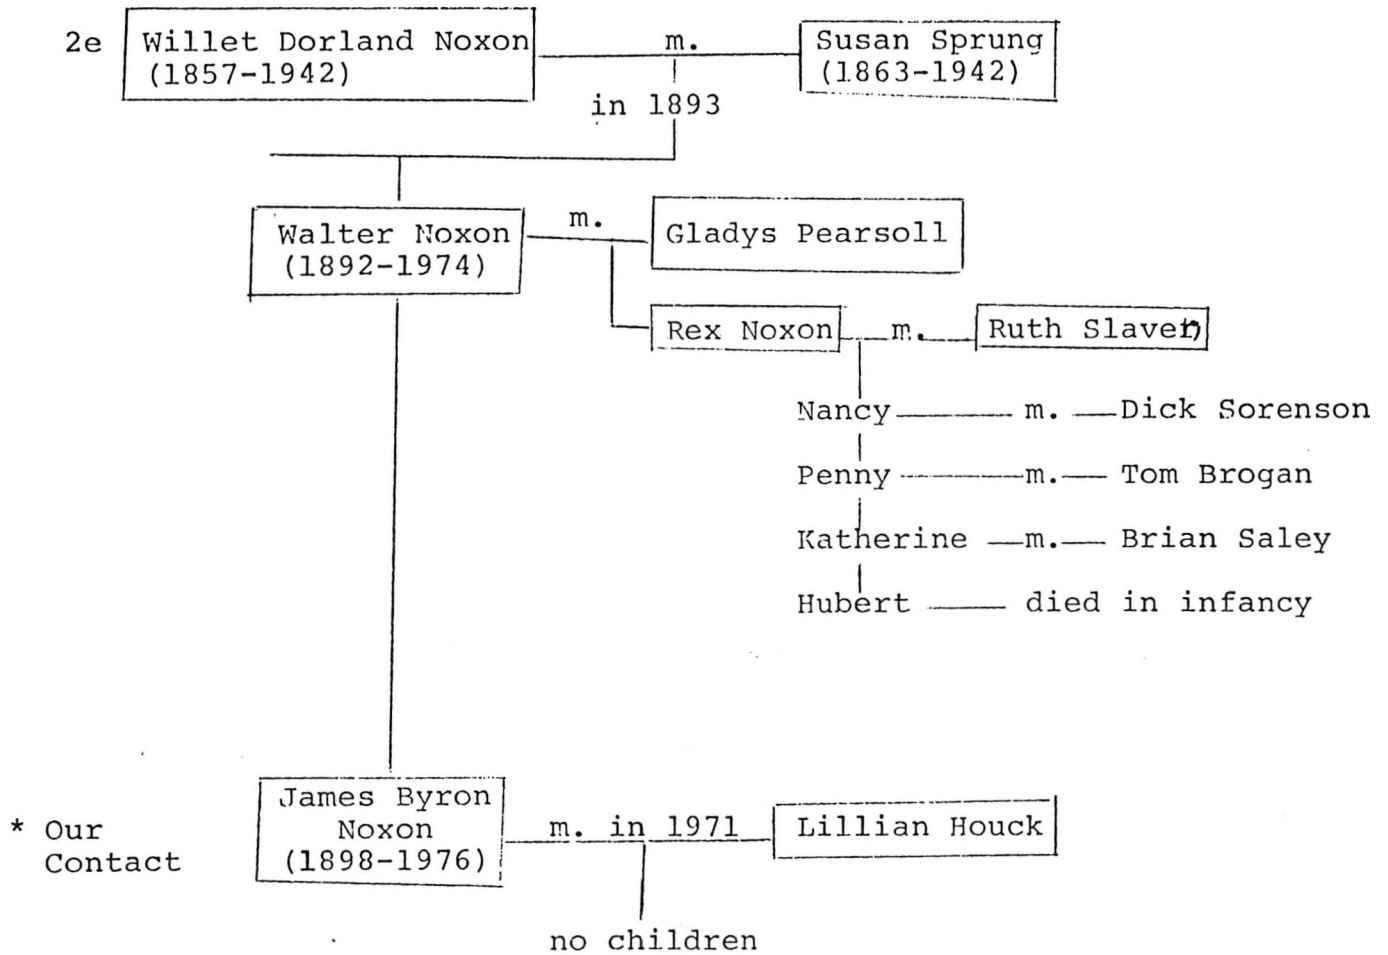 2e Willet Dorland Noxon m. Susan Sprung
(1857-1942) (1863-1942)
in 1893
Walter Noxon m. Gladys Pearsoll
(1892-1974)
Rex Noxon m. Ruth Slaven
Nancy m. Dick Sorenson
Penny m. Tom Brogan
Katherine m. Brian Saley
Hubert died in infancy
* Our Contact
James Byron
Noxon
(1898-1976)
m. in 1971 Lillian Houck
no children